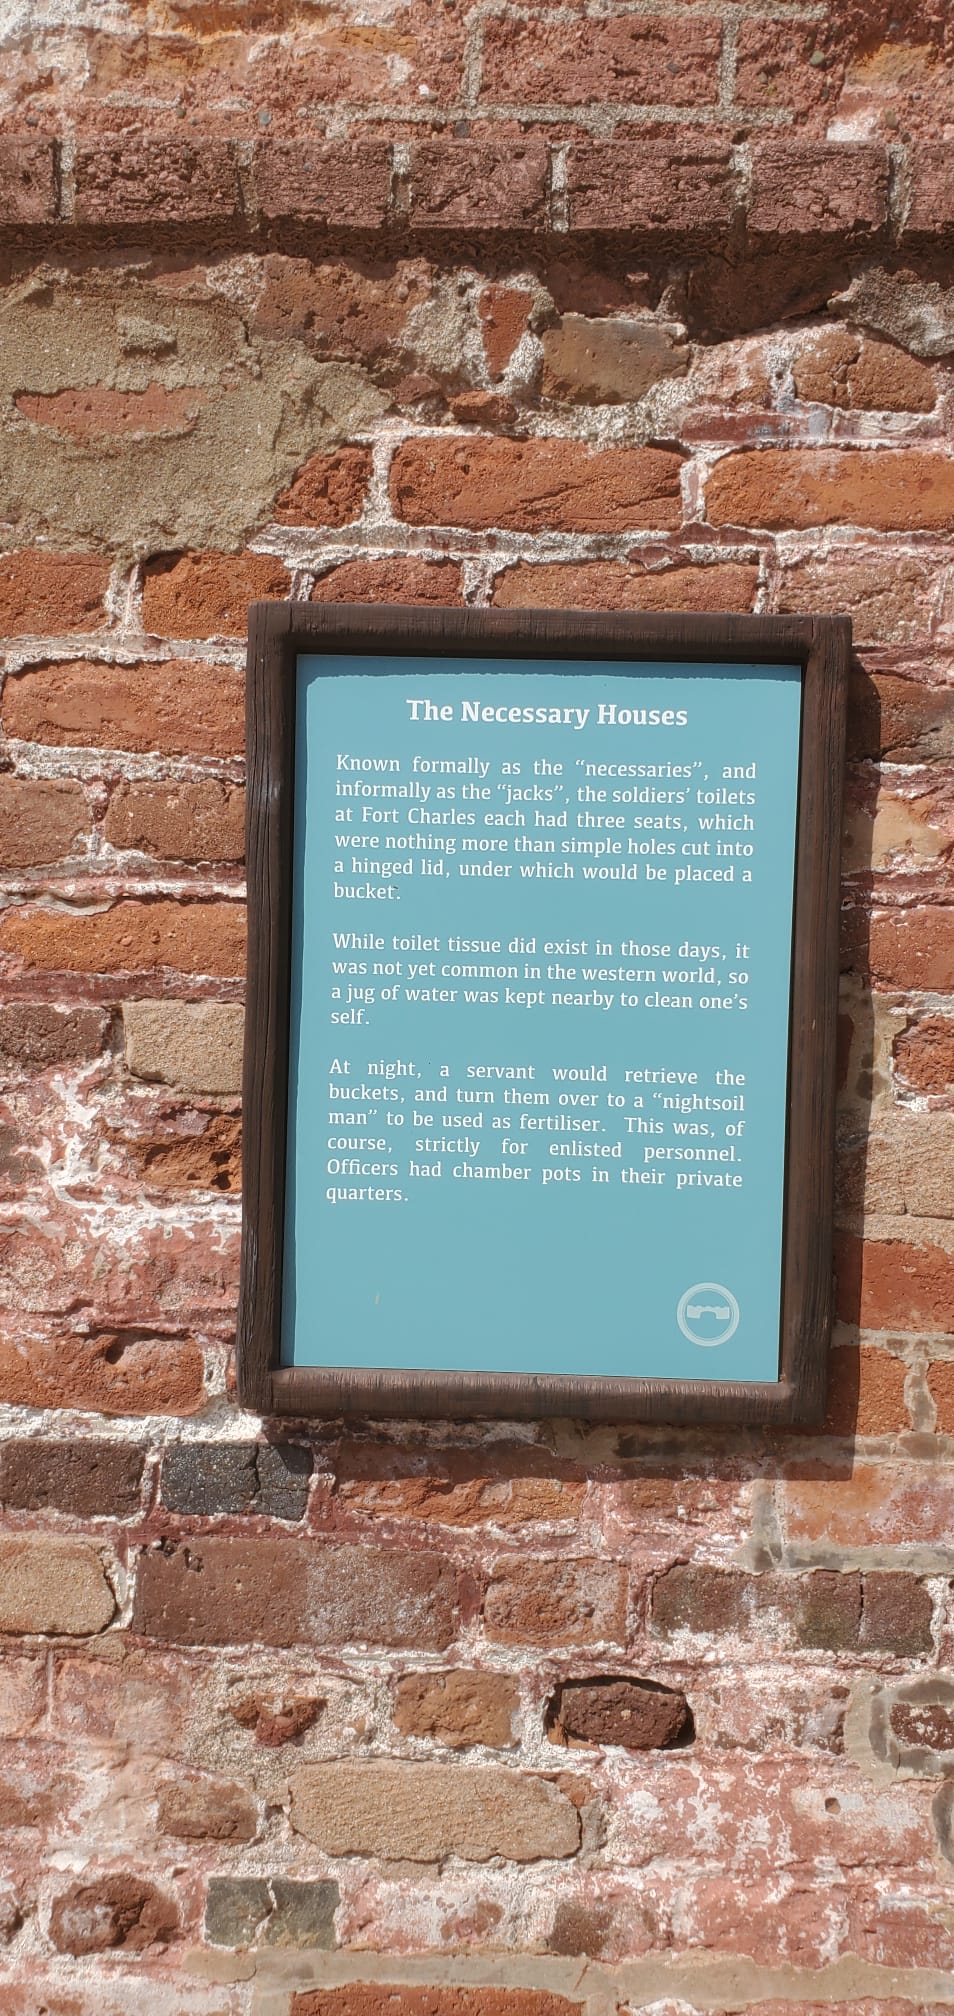 The Necessary Houses
Known formally as the “necessaries”, and
informally as the “jacks”, the soldiers’ toilets
at Fort Charles each had three seats, which
were nothing more than simple holes cut into
a hinged lid, under which would be placed a
bucket.
While toilet tissue did exist in those days, it
was not yet common in the western world, so
a jug of water was kept nearby to clean one’s
self.
At night, a servant would retrieve the
buckets, and turn them over to a “nightsoil
man” to be used as fertiliser. This was, of
course, strictly for enlisted personnel.
Officers had chamber pots in their private
quarters.